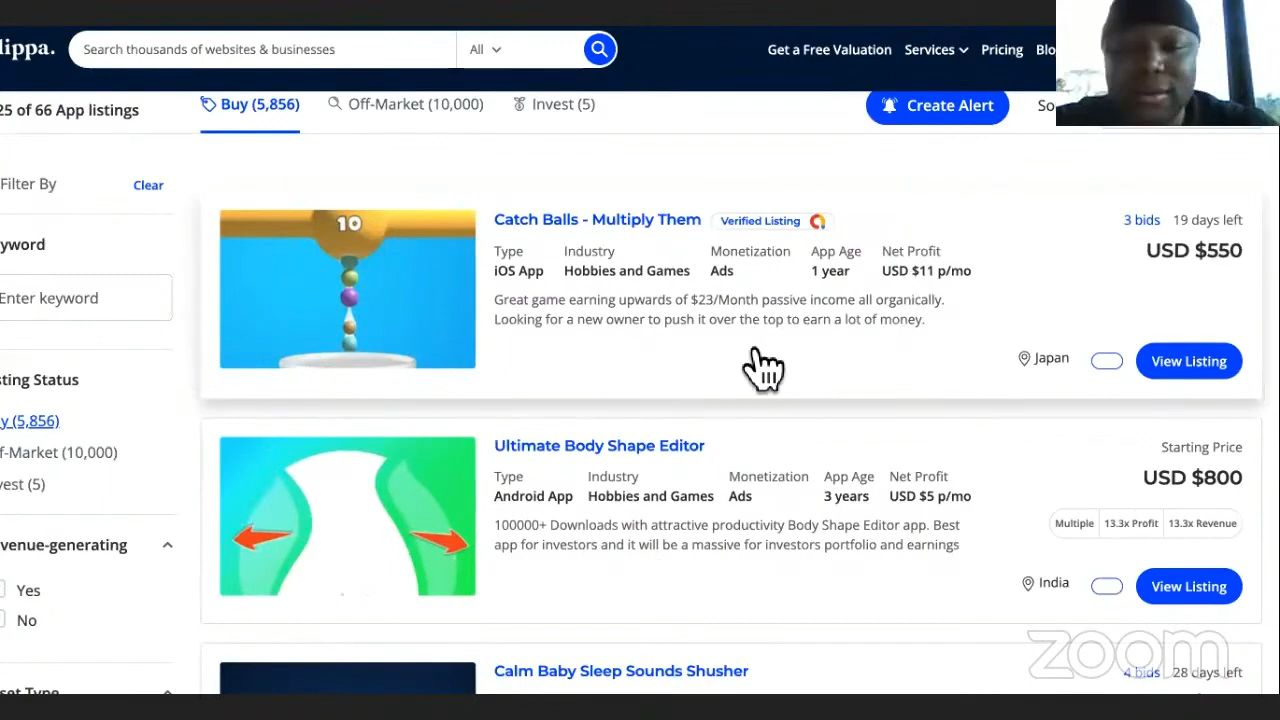 lippa.
Search thousands of websites & businesses
All
Get a Free Valuation
Services
Pricing
Blo
25 of 66 App listings
Buy (5,856)
Off-Market (10,000)
Invest (5)
Create Alert
So
Filter By
Clear
yword
Enter keyword
sting Status
y (5,856)
f-Market (10,000)
vest (5)
venue-generating
Yes
No
set Type
10
Catch Balls - Multiply Them
Verified Listing
3 bids 19 days left
USD $550
Type Industry Monetization App Age Net Profit
iOS App Hobbies and Games Ads 1 year USD $11 p/mo
Great game earning upwards of $23/Month passive income all organically.
Looking for a new owner to push it over the top to earn a lot of money.
Japan
View Listing
Ultimate Body Shape Editor
Starting Price
USD $800
Type Industry Monetization App Age Net Profit
Android App Hobbies and Games Ads 3 years USD $5 p/mo
Multiple 13.3x Profit 13.3x Revenue
100000+ Downloads with attractive productivity Body Shape Editor app. Best
app for investors and it will be a massive for investors portfolio and earnings
India
View Listing
Calm Baby Sleep Sounds Shusher
4 bids 28 days left
zoom